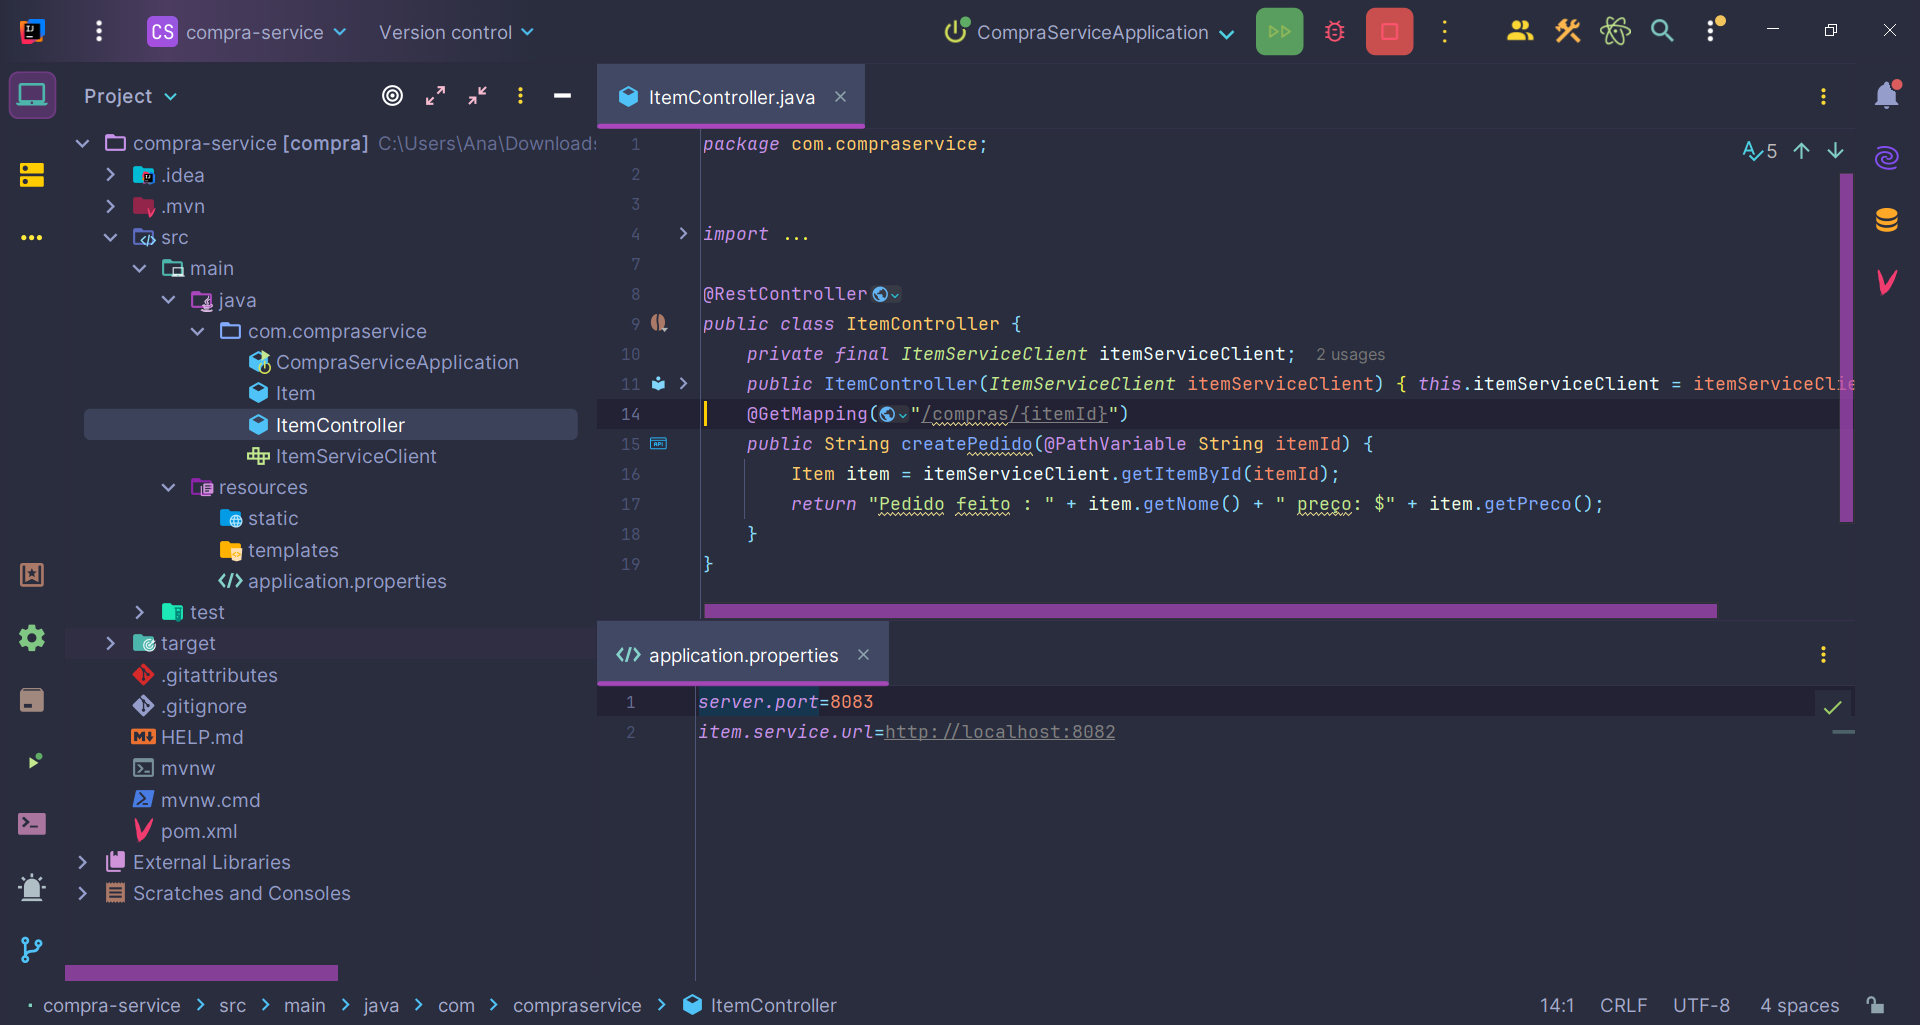 CS compra-service Version control CompraServiceApplication
Project
compra-service [compra] C:\Users\Ana\Downloads
.idea
.mvn
src
main
java
com.compraservice
CompraServiceApplication
Item
ItemController
ItemServiceClient
resources
static
templates
application.properties
test
target
.gitattributes
.gitignore
HELP.md
mvnw
mvnw.cmd
pom.xml
External Libraries
Scratches and Consoles
ItemController.java
5
1 package com.compraservice;
2
3
4 import ...
7
8 @RestController
9 public class ItemController {
10 private final ItemServiceClient itemServiceClient; 2 usages
11 public ItemController(ItemServiceClient itemServiceClient) { this.itemServiceClient = itemServiceClie
14 @GetMapping("/compras/{itemId}")
15 public String createPedido(@PathVariable String itemId) {
16 Item item = itemServiceClient.getItemById(itemId);
17 return "Pedido feito : " + item.getNome() + " preço: $" + item.getPreco();
18 }
19 }
application.properties
1 server.port=8083
2 item.service.url=http://localhost:8082
compra-service > src > main > java > com > compraservice > ItemController
14:1 CRLF UTF-8 4 spaces